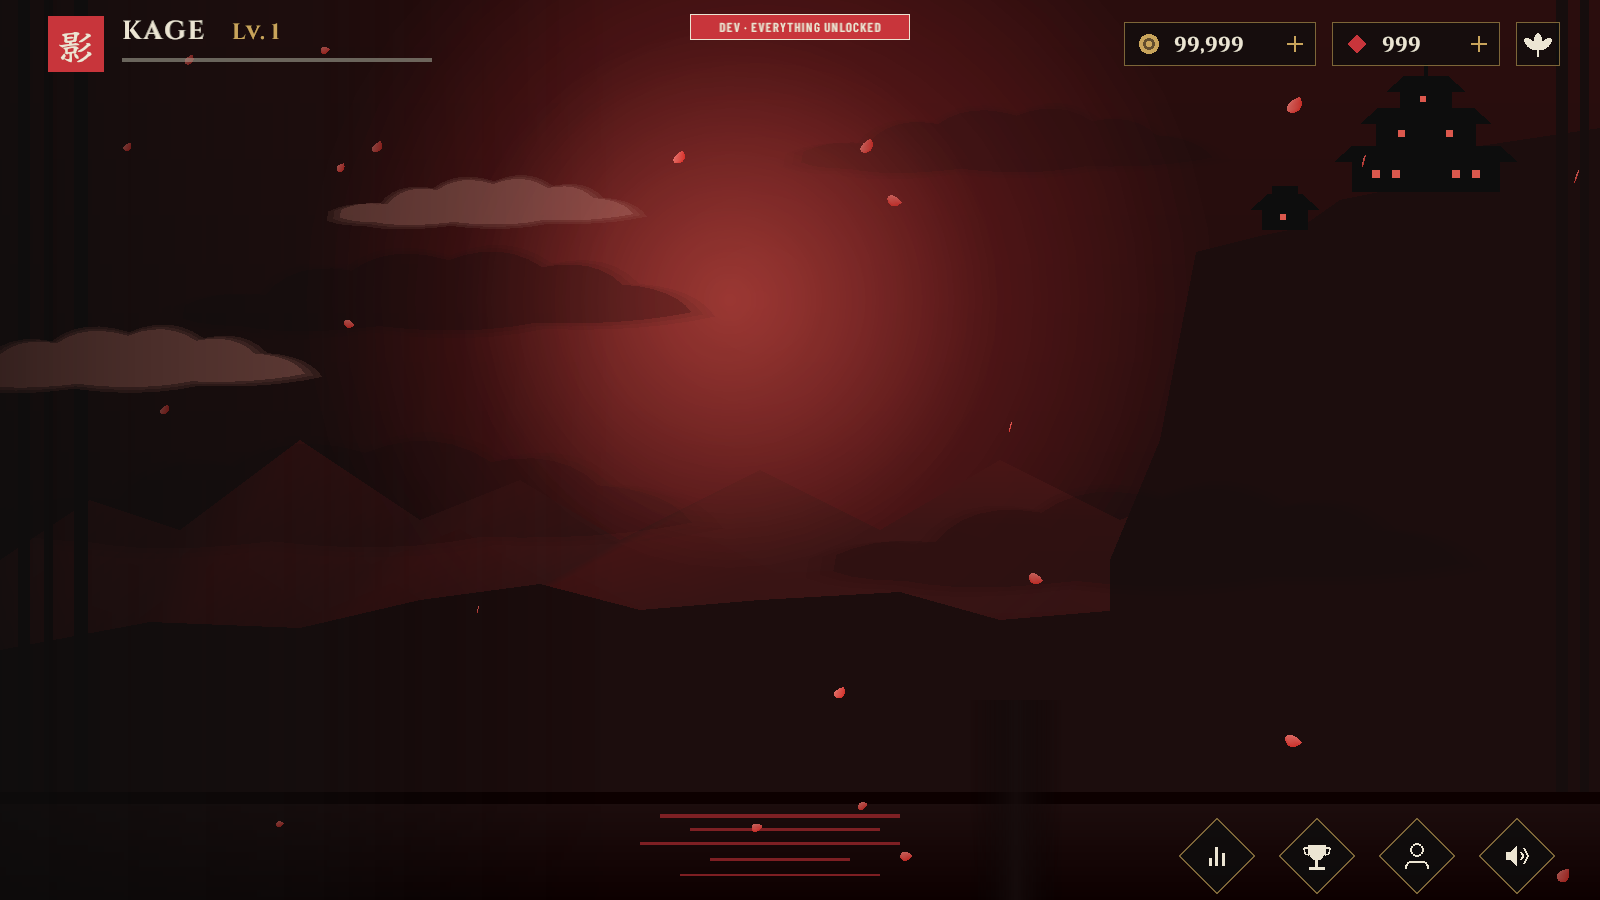 影
KAGE Lv. 1
DEV · EVERYTHING UNLOCKED
99,999 +
999 +